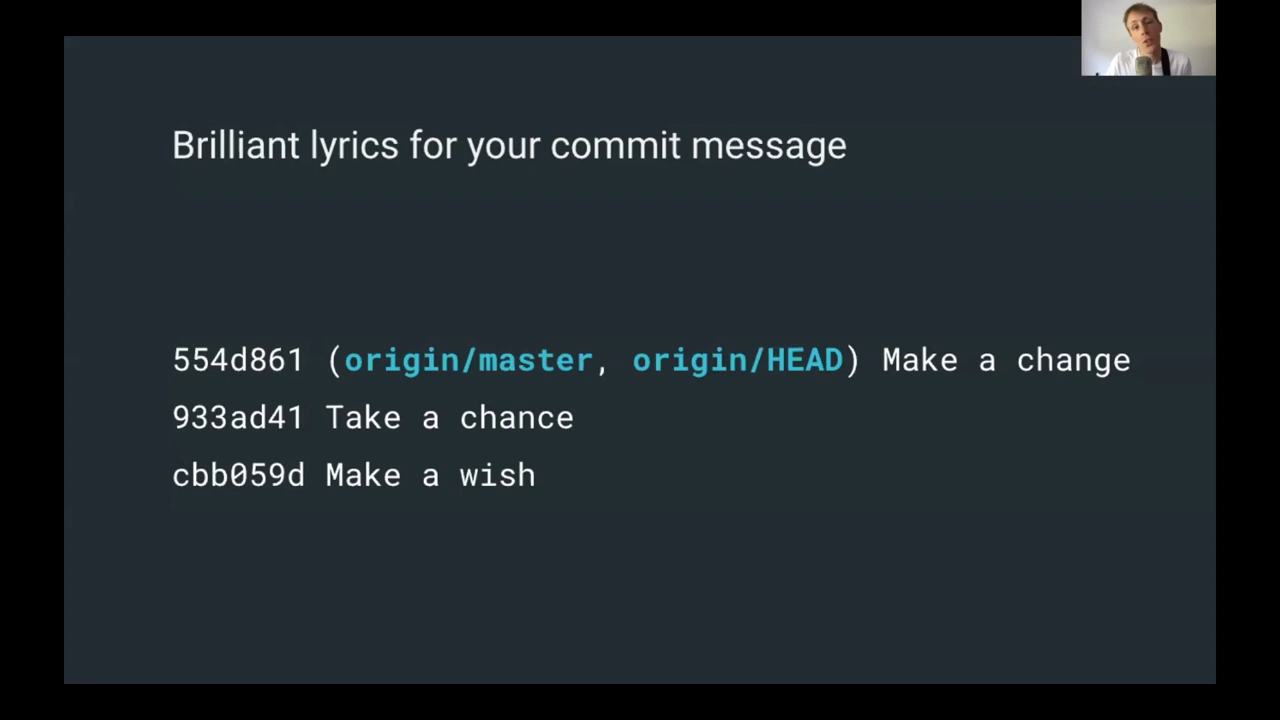 Brilliant lyrics for your commit message
554d861 (origin/master, origin/HEAD) Make a change
933ad41 Take a chance
cbb059d Make a wish